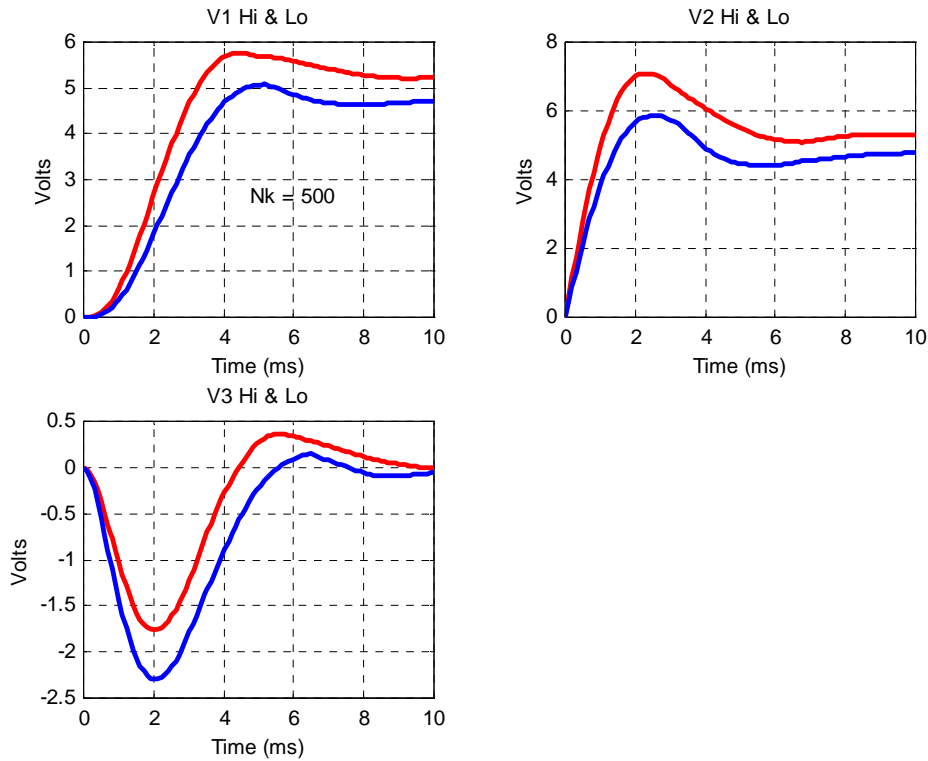 V1 Hi & Lo
6
5
4
3
2
1
0
Volts
Nk = 500
0 2 4 6 8 10
Time (ms)
V2 Hi & Lo
8
6
4
2
0
Volts
0 2 4 6 8 10
Time (ms)
V3 Hi & Lo
0.5
0
-0.5
-1
-1.5
-2
-2.5
Volts
0 2 4 6 8 10
Time (ms)